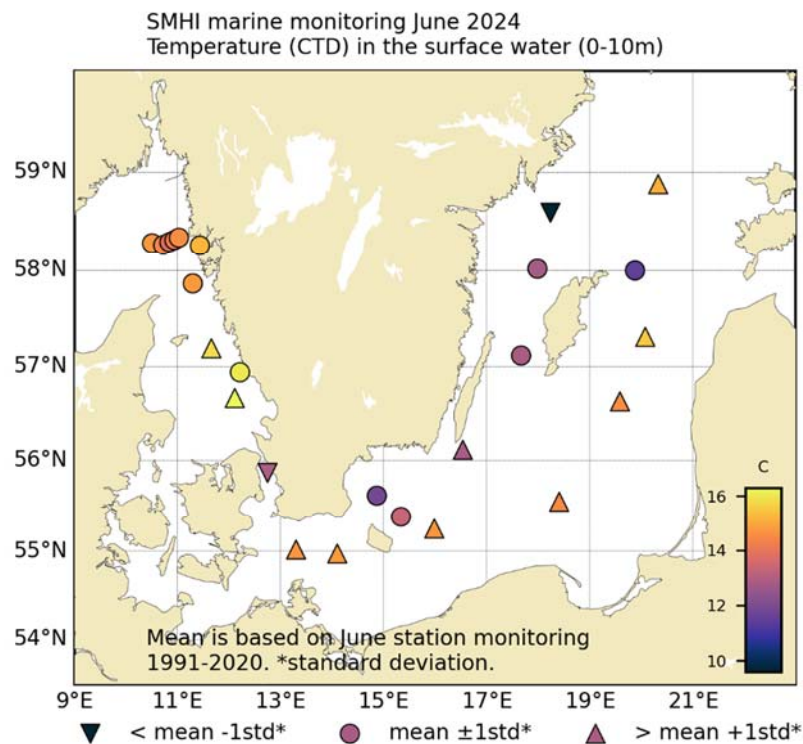 SMHI marine monitoring June 2024
Temperature (CTD) in the surface water (0-10m)
59°N
58°N
57°N
56°N
55°N
54°N
C
16
14
12
10
Mean is based on June station monitoring
1991-2020. *standard deviation.
9°E 11°E 13°E 15°E 17°E 19°E 21°E
< mean -1std* mean ±1std* > mean +1std*